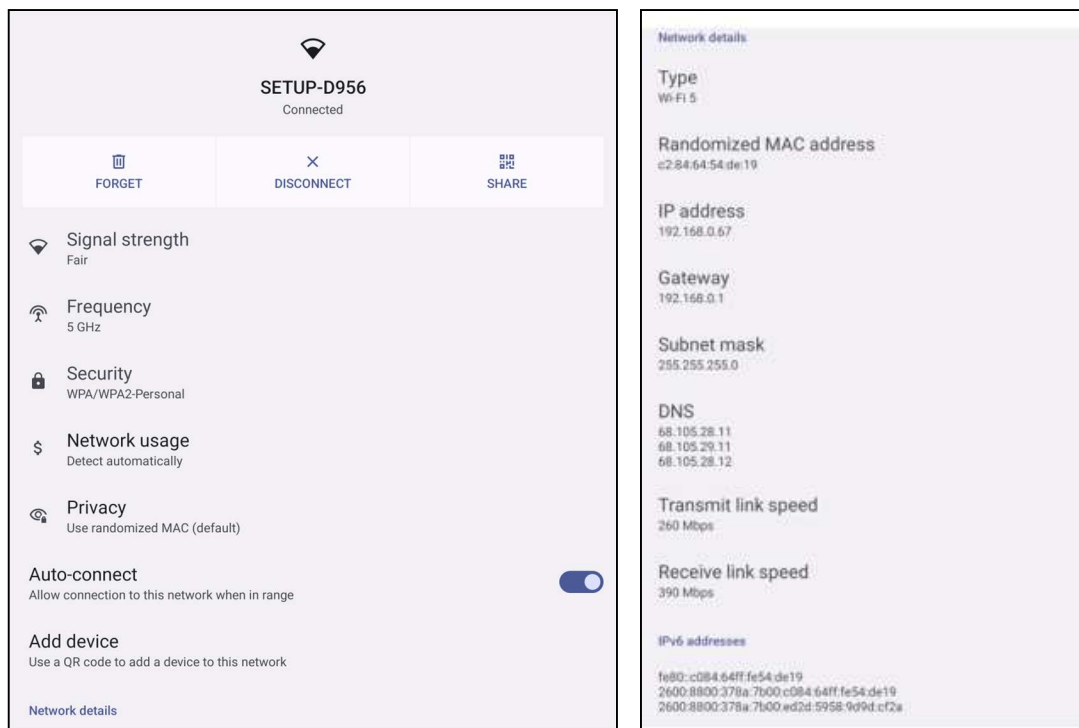 SETUP-D956
Connected
FORGET
DISCONNECT
SHARE
Signal strength
Fair
Frequency
5 GHz
Security
WPA/WPA2-Personal
Network usage
Detect automatically
Privacy
Use randomized MAC (default)
Auto-connect
Allow connection to this network when in range
Add device
Use a QR code to add a device to this network
Network details
Network details
Type
Wi-Fi 5
Randomized MAC address
c2:84:64:54:de:19
IP address
192.168.0.67
Gateway
192.168.0.1
Subnet mask
255.255.255.0
DNS
68.105.28.11
68.105.29.11
68.105.28.12
Transmit link speed
260 Mbps
Receive link speed
390 Mbps
IPv6 addresses
fe80::c084:64ff:fe54:de19
2600:8800:378a:7b00:c084:64ff:fe54:de19
2600:8800:378a:7b00:ed2d:5958:9d9d:cf2a